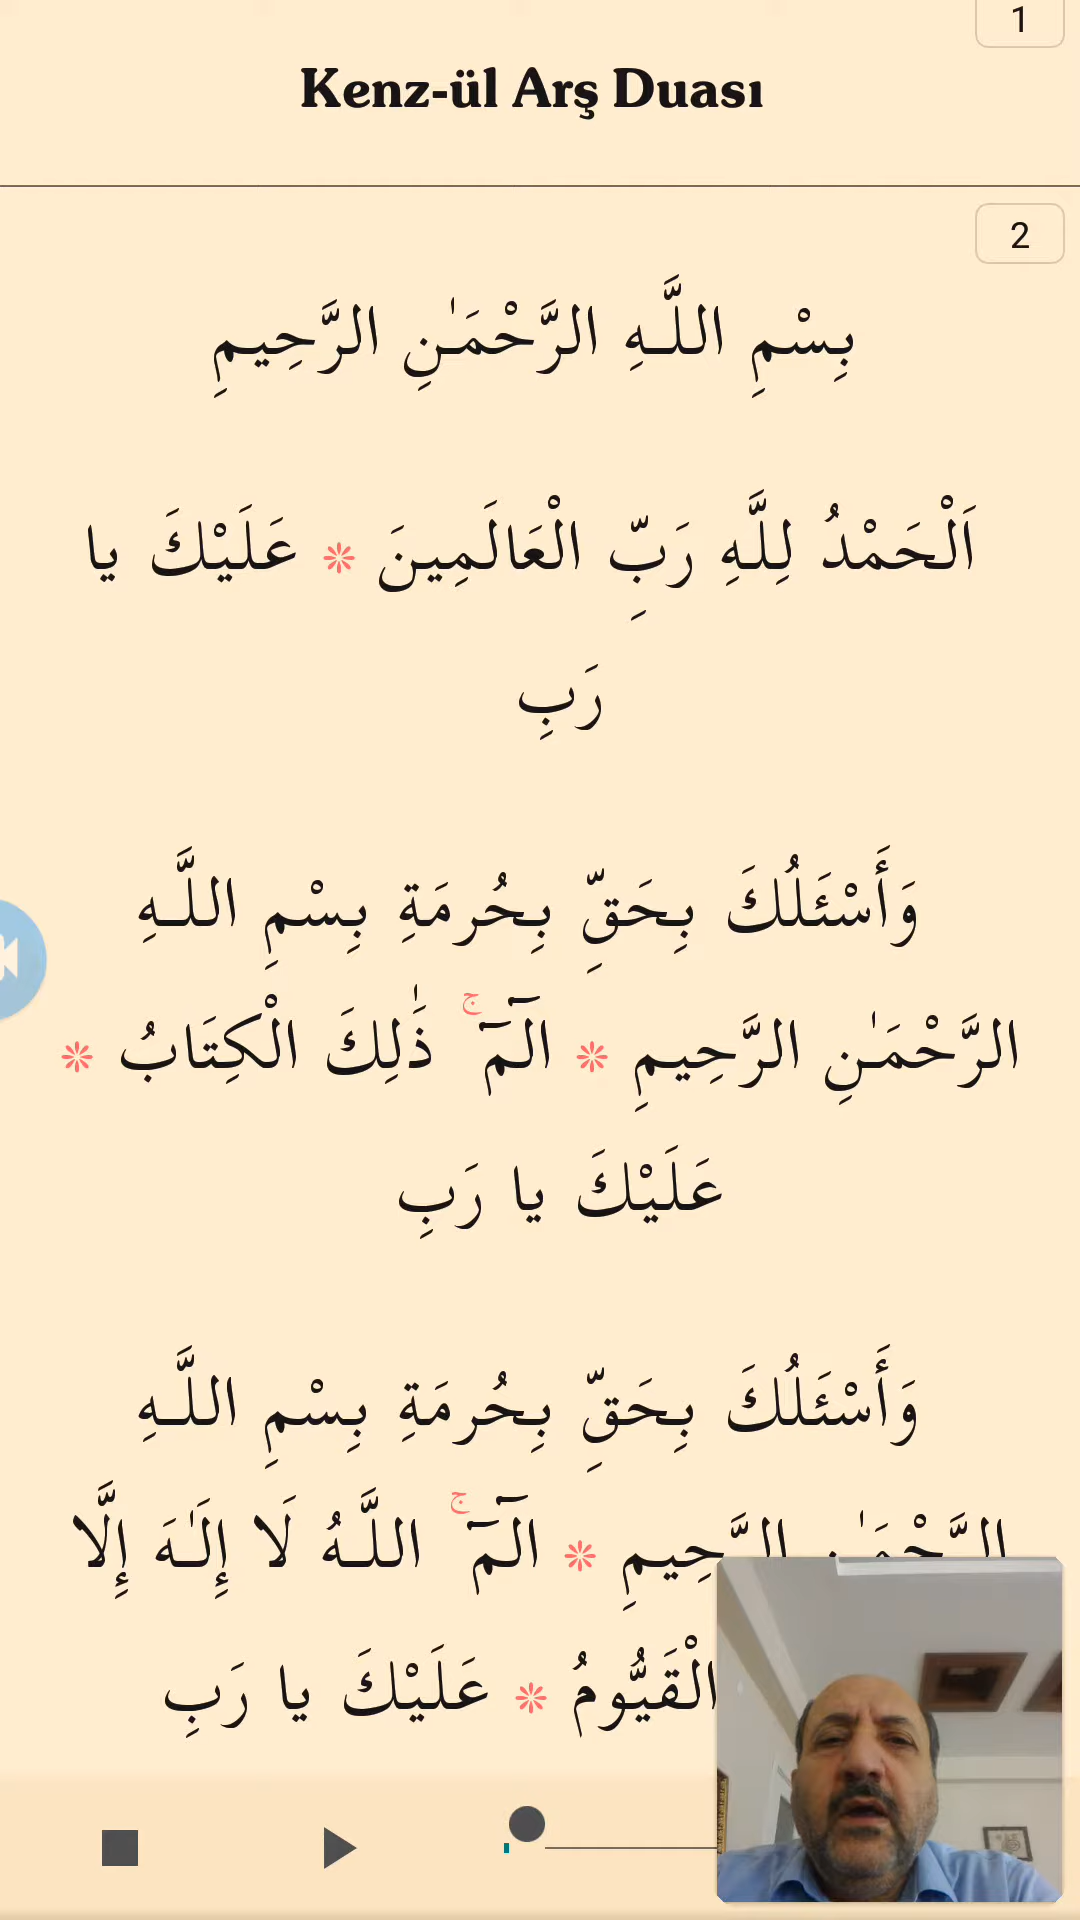 1
Kenz-ül Arş Duası
2
بِسْمِ اللَّـهِ الرَّحْمَـٰنِ الرَّحِيمِ
اَلْحَمْدُ لِلَّهِ رَبِّ الْعَالَمِينَ ❊ عَلَيْكَ يا
رَبِ
وَأَسْئَلُكَ بِحَقِّ بِحُرمَةِ بِسْمِ اللَّـهِ
الرَّحْمَـٰنِ الرَّحِيمِ ❊ الٓمٓ ۚ ذَٰلِكَ الْكِتَابُ ❊
عَلَيْكَ يا رَبِ
وَأَسْئَلُكَ بِحَقِّ بِحُرمَةِ بِسْمِ اللَّـهِ
الرَّحْمَـٰنِ الرَّحِيمِ ❊ الٓمٓ ۚ اللَّـهُ لَا إِلَـٰهَ إِلَّا
الْقَيُّومُ ❊ عَلَيْكَ يا رَبِ